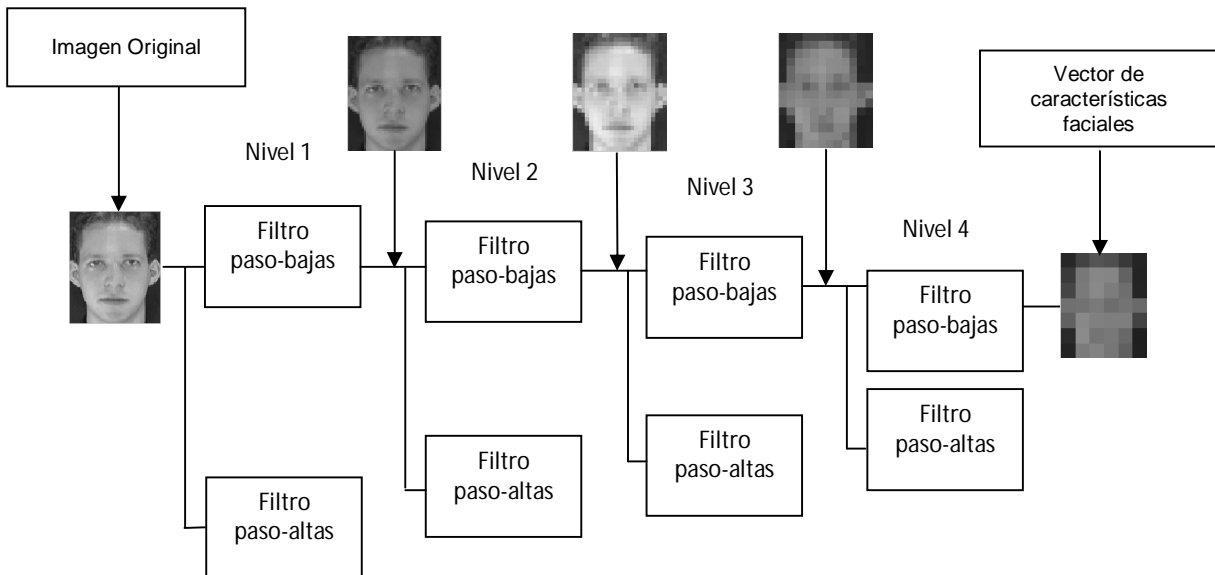 Imagen Original
Vector de
características
faciales
Nivel 1
Nivel 2
Nivel 3
Nivel 4
Filtro
paso-bajas
Filtro
paso-bajas
Filtro
paso-bajas
Filtro
paso-bajas
Filtro
paso-altas
Filtro
paso-altas
Filtro
paso-altas
Filtro
paso-altas